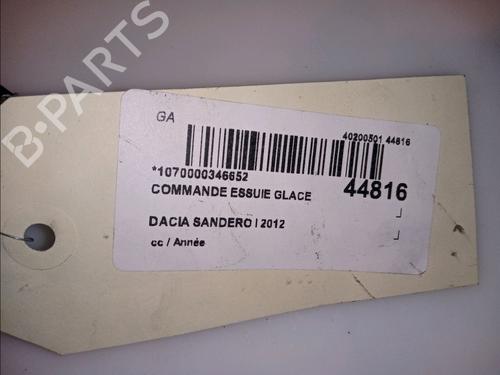 B-PARTS
GA
40200501 44816
*1070000346652
COMMANDE ESSUIE GLACE
44816
DACIA SANDERO I 2012
cc / Année